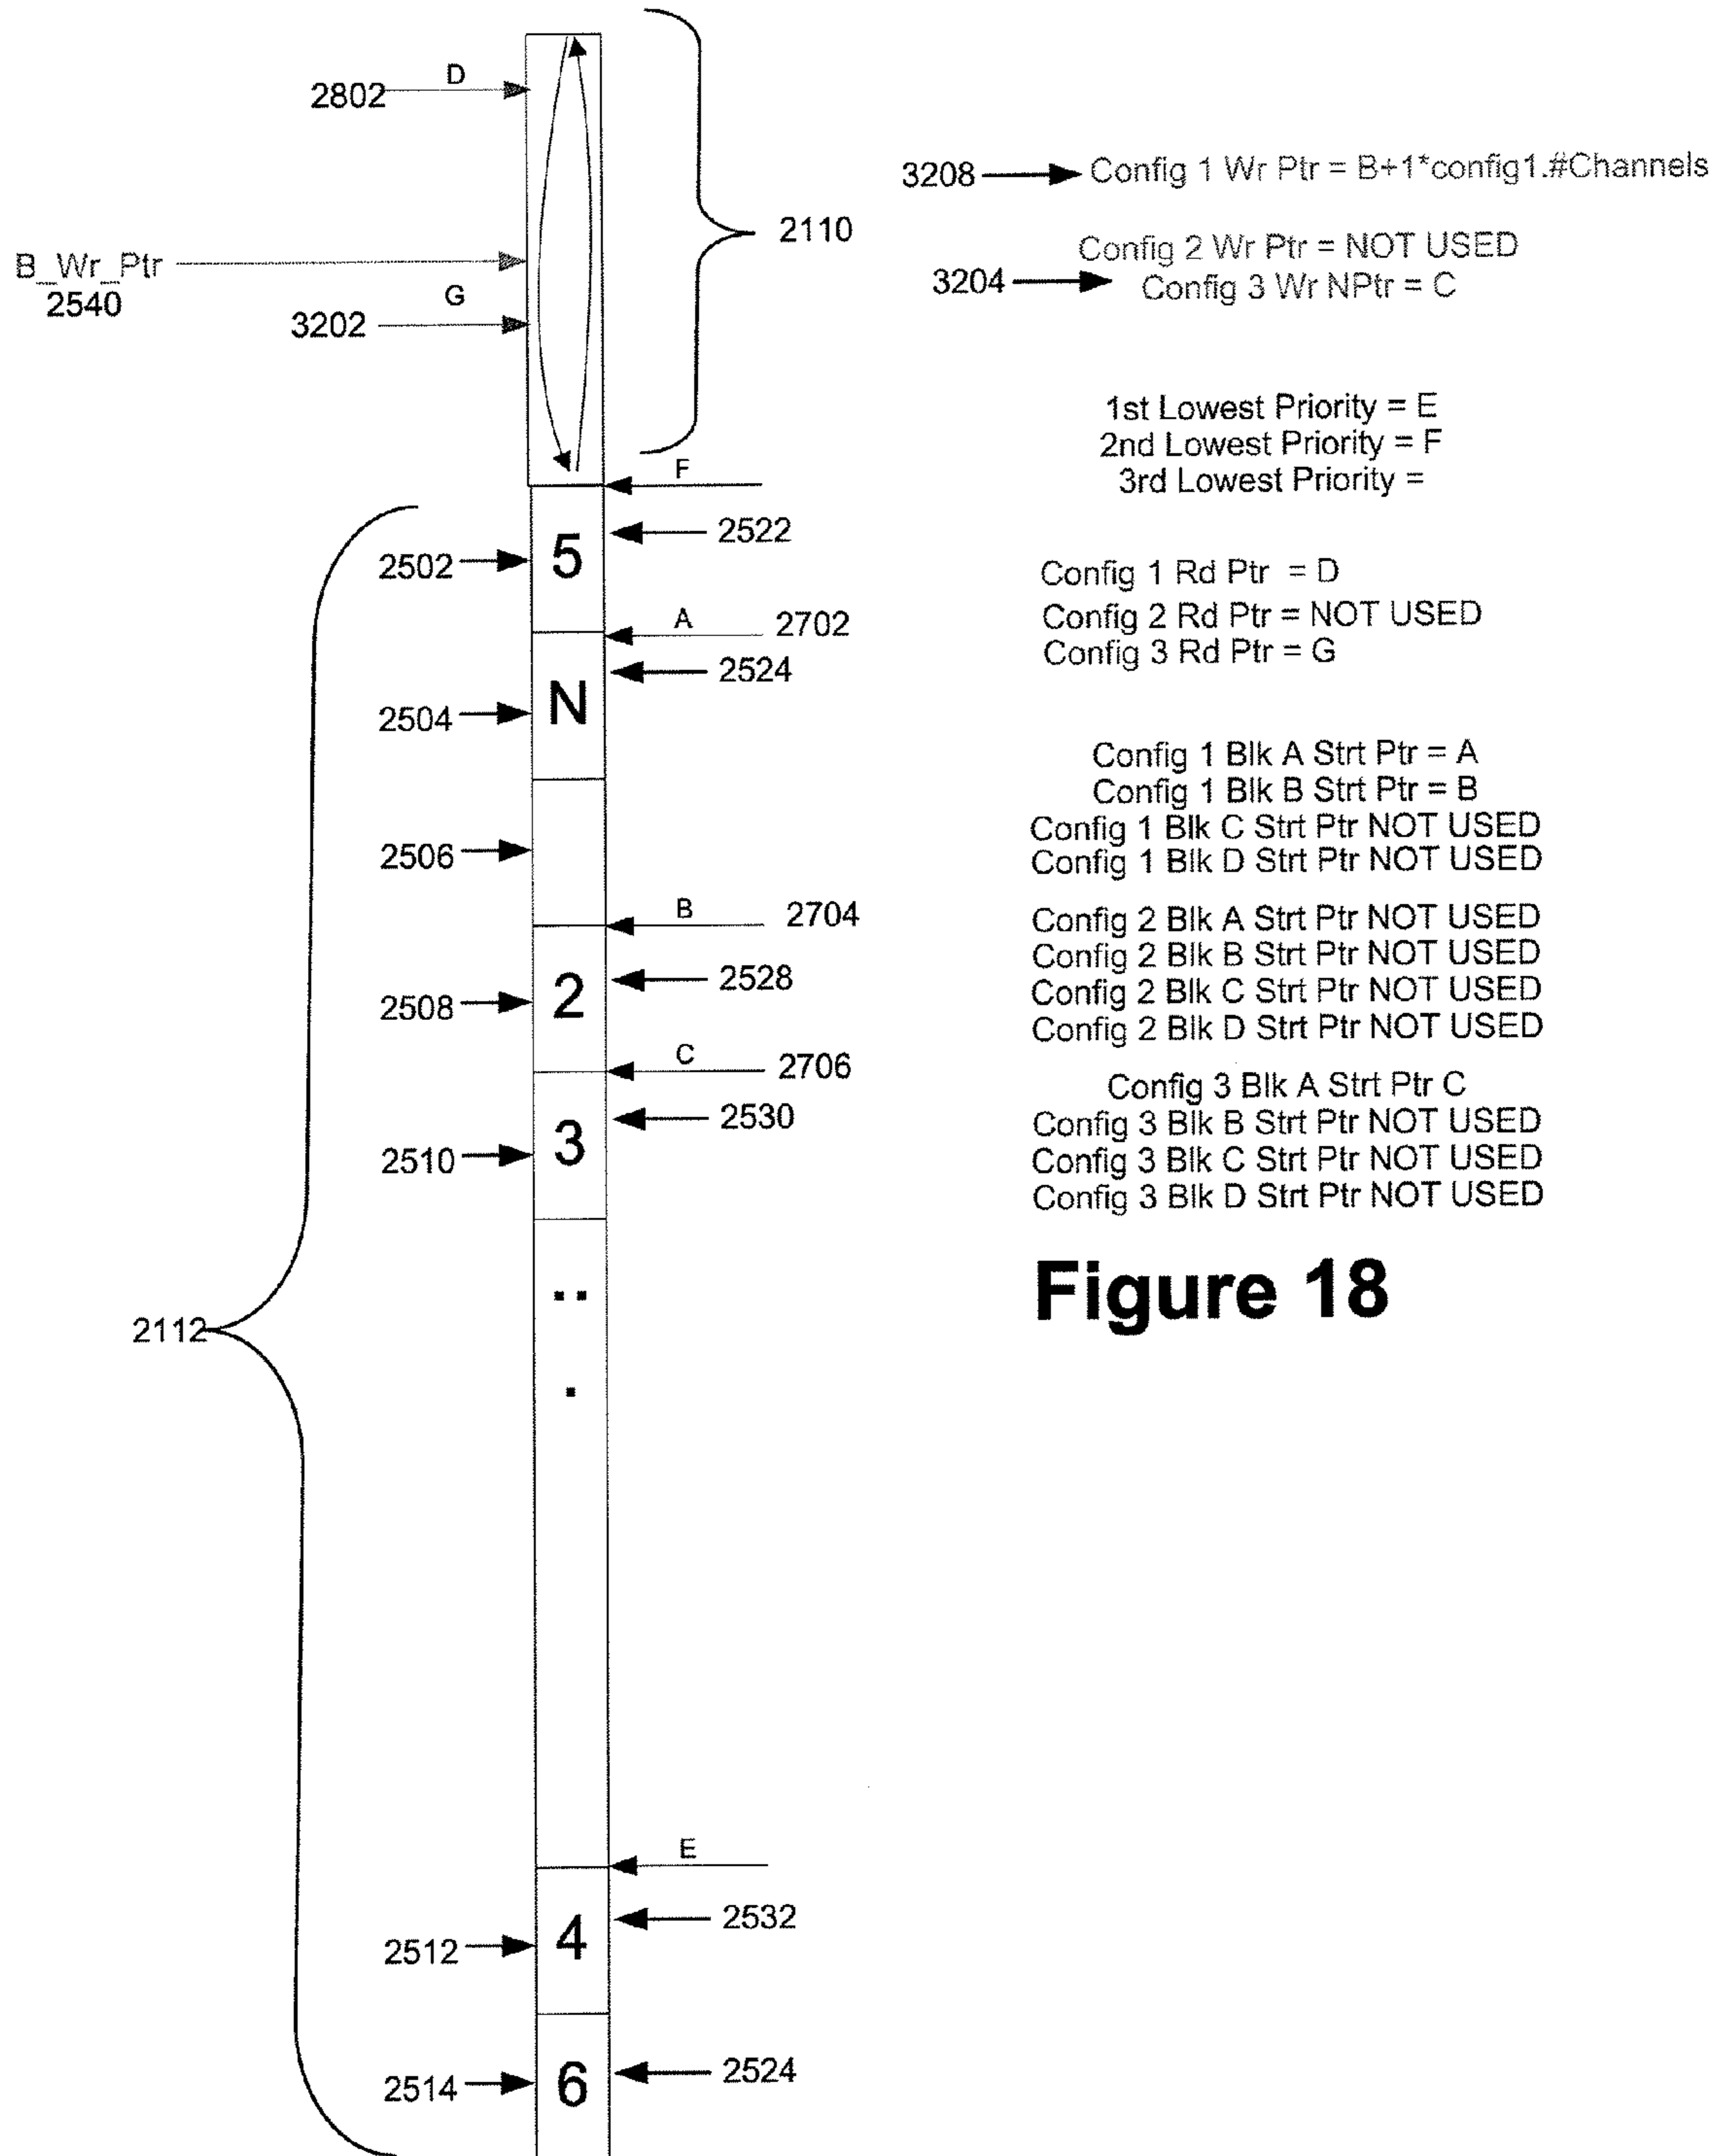 D
2802
B_Wr_Ptr
2540
G
3202
2110
F
5
2522
2502
A
2702
2524
N
2504
2506
B
2704
2528
2
2508
C
2706
2530
3
2510
2112
E
2532
4
2512
2524
6
2514
3208 Config 1 Wr Ptr = B+1*config1.#Channels
Config 2 Wr Ptr = NOT USED
3204 Config 3 Wr NPtr = C
1st Lowest Priority = E
2nd Lowest Priority = F
3rd Lowest Priority =
Config 1 Rd Ptr = D
Config 2 Rd Ptr = NOT USED
Config 3 Rd Ptr = G
Config 1 Blk A Strt Ptr = A
Config 1 Blk B Strt Ptr = B
Config 1 Blk C Strt Ptr NOT USED
Config 1 Blk D Strt Ptr NOT USED
Config 2 Blk A Strt Ptr NOT USED
Config 2 Blk B Strt Ptr NOT USED
Config 2 Blk C Strt Ptr NOT USED
Config 2 Blk D Strt Ptr NOT USED
Config 3 Blk A Strt Ptr C
Config 3 Blk B Strt Ptr NOT USED
Config 3 Blk C Strt Ptr NOT USED
Config 3 Blk D Strt Ptr NOT USED
Figure 18